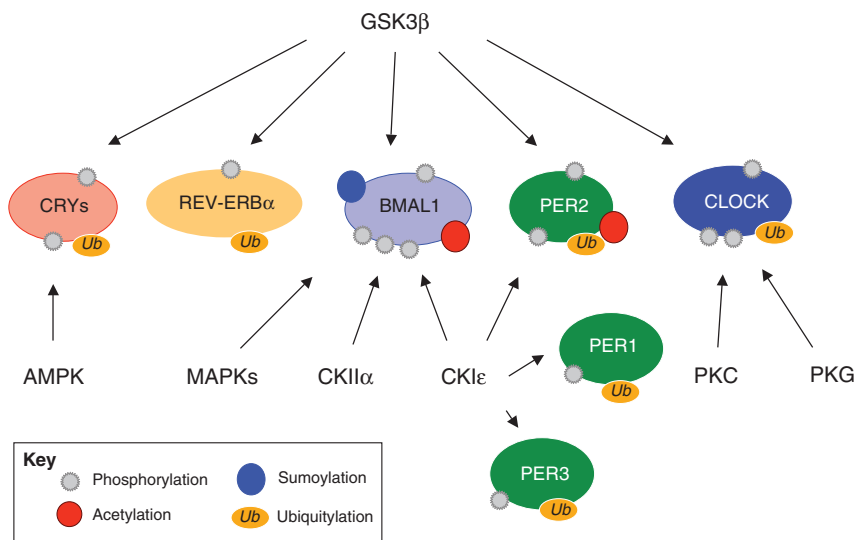 GSK3β
CRYs
REV-ERBα
BMAL1
PER2
CLOCK
Ub
Ub
Ub
Ub
PER1
Ub
AMPK
MAPKs
CKIIα
CKIε
PKC
PKG
PER3
Ub
Key
Phosphorylation
Sumoylation
Acetylation
Ub Ubiquitylation